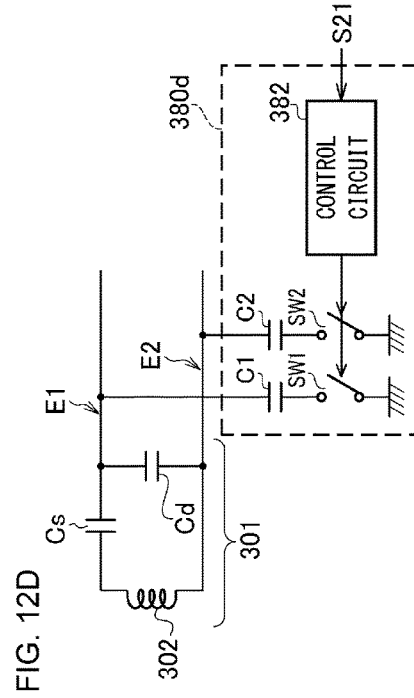 FIG. 12D
Cs
E1
302
Cd
E2
301
380d
C1
C2
SW1
SW2
382
CONTROL
CIRCUIT
S21